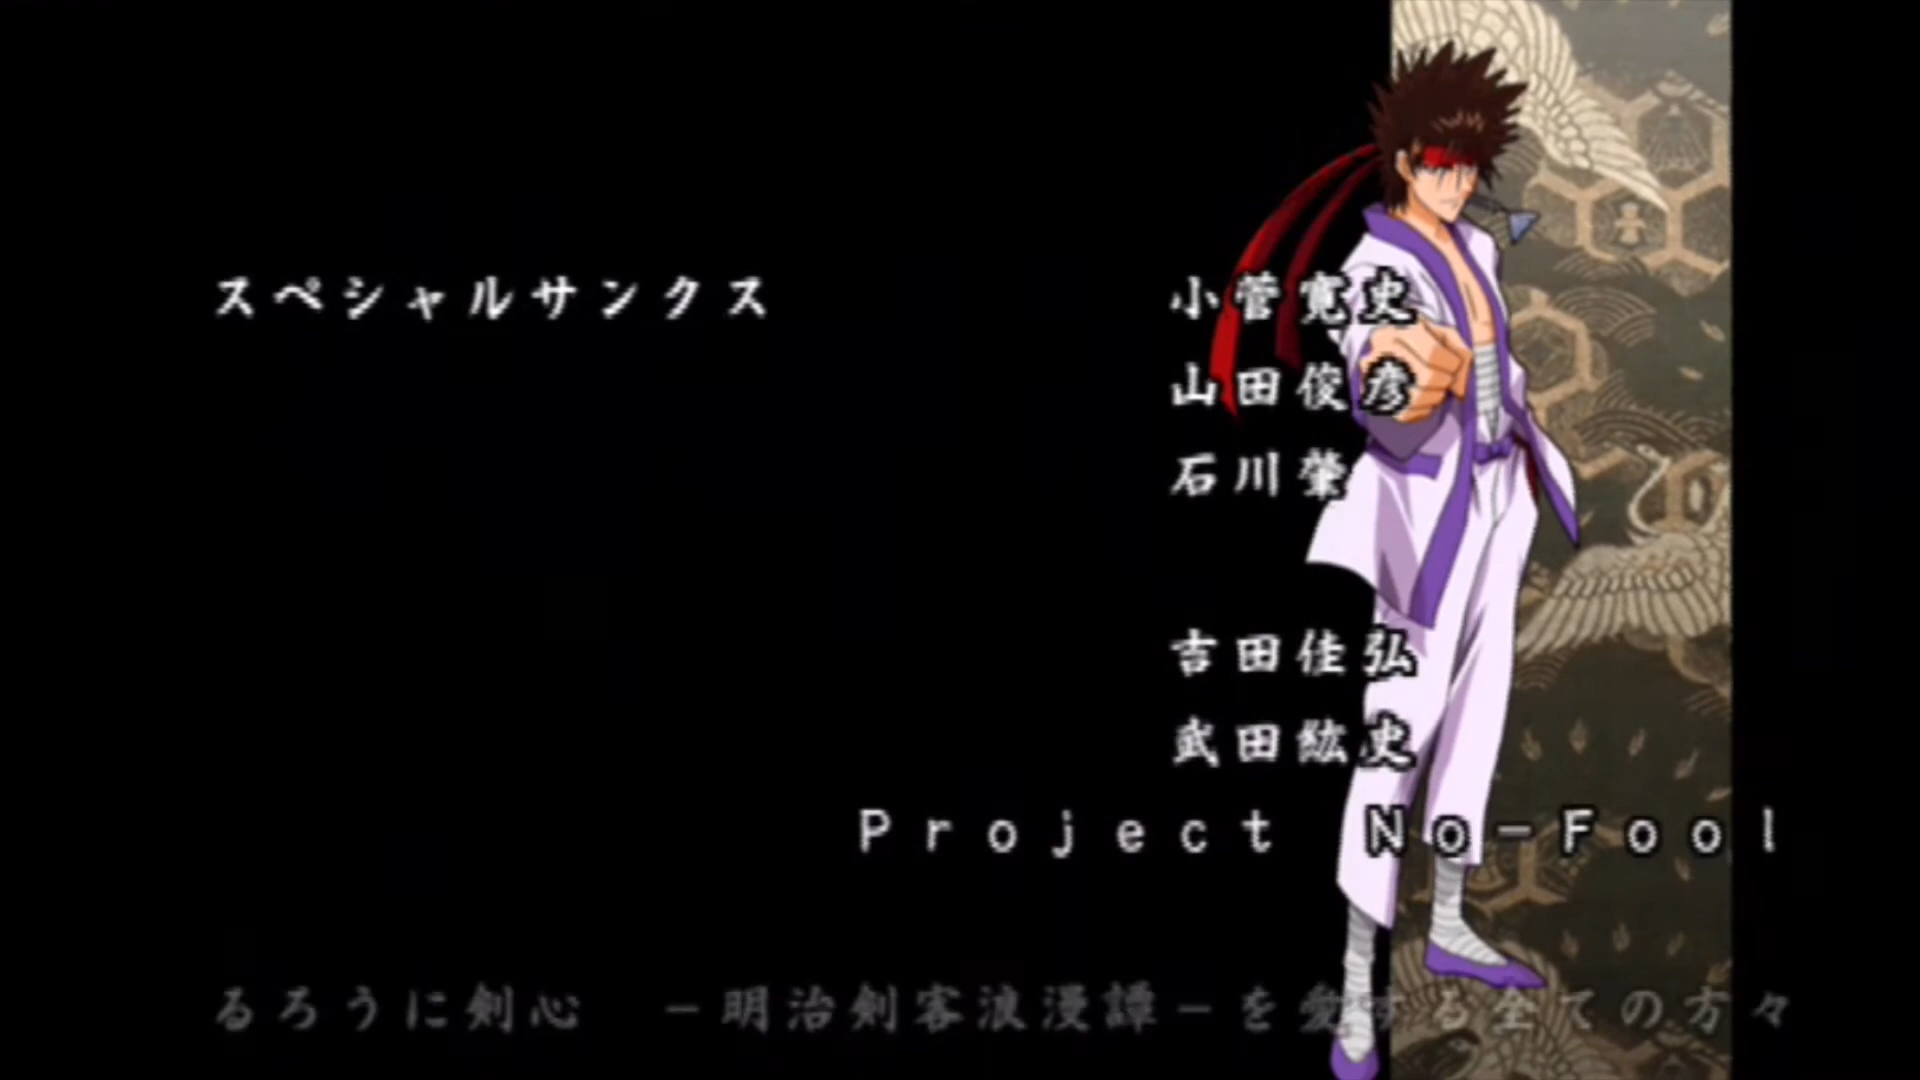 スペシャルサンクス 小菅寛史
山田俊彦
石川肇
吉田佳弘
武田紘史
Project No-Fool
るろうに剣心 －明治剣客浪漫譚－を愛する全ての方々